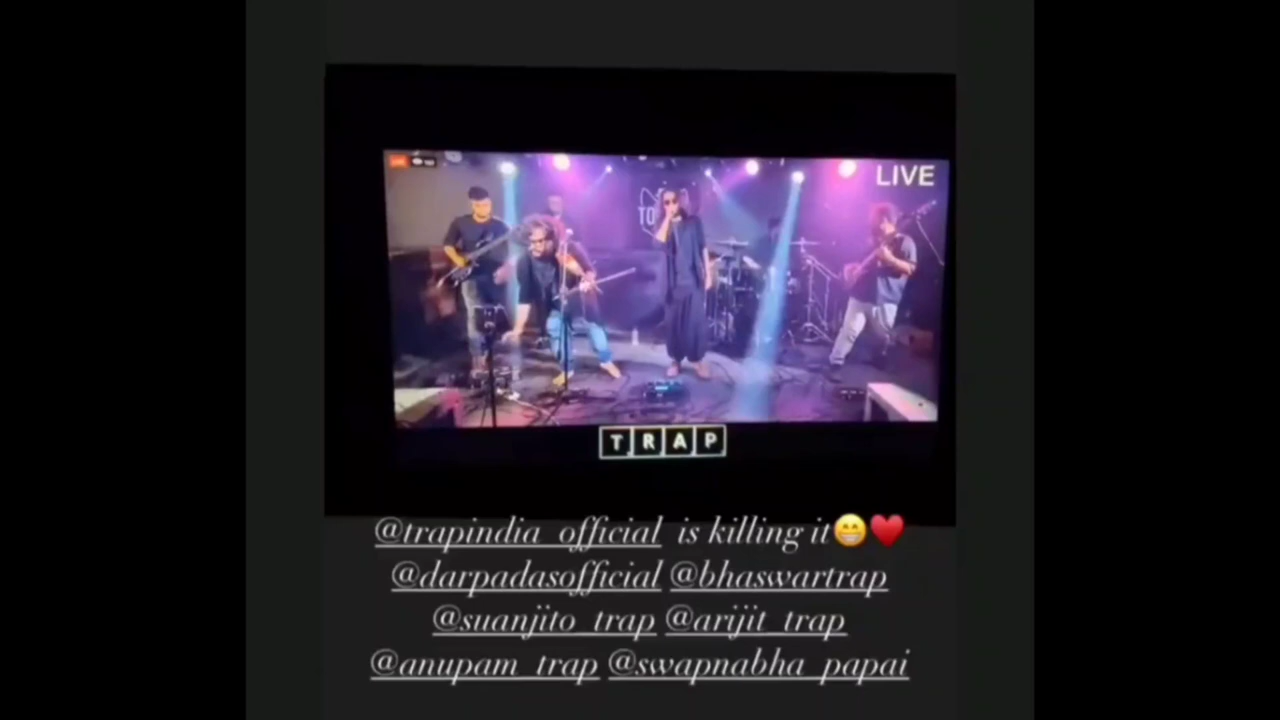 LIVE
TRAP
@trapindia_official is killing it😁♥️
@darpadasofficial @bhaswartrap
@suanjito_trap @arijit_trap
@anupam_trap @swapnabha_papai